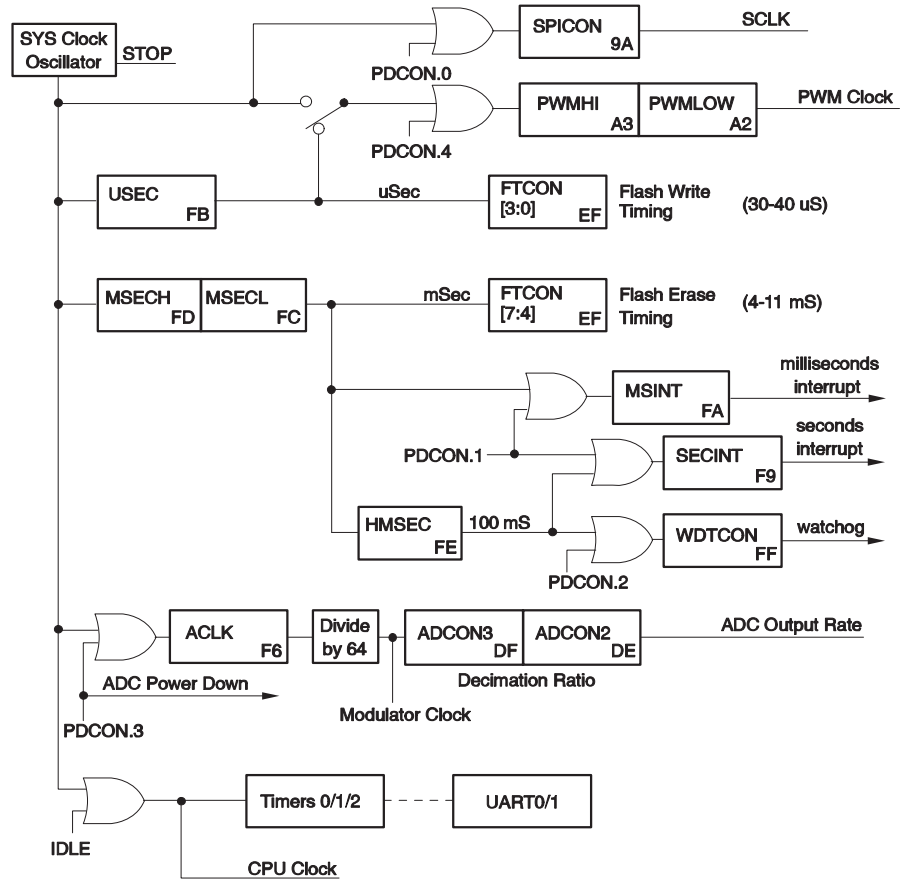 SYS Clock
Oscillator
STOP
SPICON
9A
SCLK
PDCON.0
PWMHI
A3
PWMLOW
A2
PWM Clock
PDCON.4
USEC
FB
uSec
FTCON
[3:0]
EF
Flash Write
Timing
(30-40 uS)
MSECH
FD
MSECL
FC
mSec
FTCON
[7:4]
EF
Flash Erase
Timing
(4-11 mS)
MSINT
FA
milliseconds
interrupt
PDCON.1
SECINT
F9
seconds
interrupt
HMSEC
FE
100 mS
WDTCON
FF
watchog
PDCON.2
ACLK
F6
Divide
by 64
ADCON3
DF
ADCON2
DE
ADC Output Rate
Decimation Ratio
ADC Power Down
Modulator Clock
PDCON.3
Timers 0/1/2
UART0/1
IDLE
CPU Clock